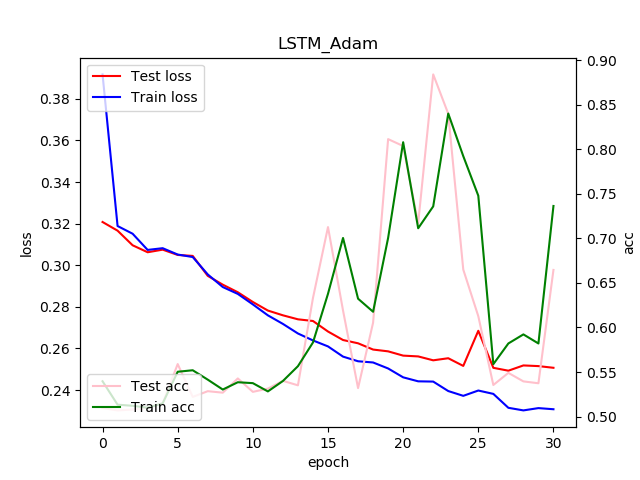 LSTM_Adam
Test loss
Train loss
Test acc
Train acc
loss
acc
epoch
0.38
0.36
0.34
0.32
0.30
0.28
0.26
0.24
0.90
0.85
0.80
0.75
0.70
0.65
0.60
0.55
0.50
0 5 10 15 20 25 30